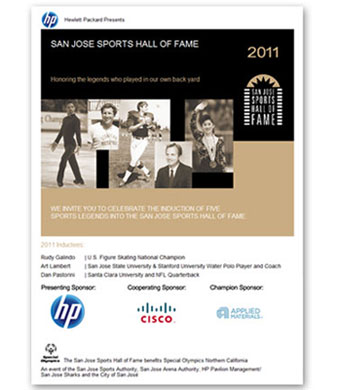 Hewlett Packard Presents
SAN JOSE SPORTS HALL OF FAME
2011
Honoring the legends who played in our own back yard
SAN JOSE
SPORTS
HALL OF
FAME
WE INVITE YOU TO CELEBRATE THE INDUCTION OF FIVE
SPORTS LEGENDS INTO THE SAN JOSE SPORTS HALL OF FAME
2011 Inductees
Rudy Galindo | U.S. Figure Skating National Champion
Art Lambert | San Jose State University & Stanford University Water Polo Player and Coach
Dan Pastorini | Santa Clara University and NFL Quarterback
Presenting Sponsor: Cooperating Sponsor: Champion Sponsor:
hp
CISCO
APPLIED
MATERIALS
Special
Olympics
The San Jose Sports Hall of Fame benefits Special Olympics Northern California
An event of the San Jose Sports Authority, San Jose Arena Authority, HP Pavilion Management/
San Jose Sharks and the City of San José